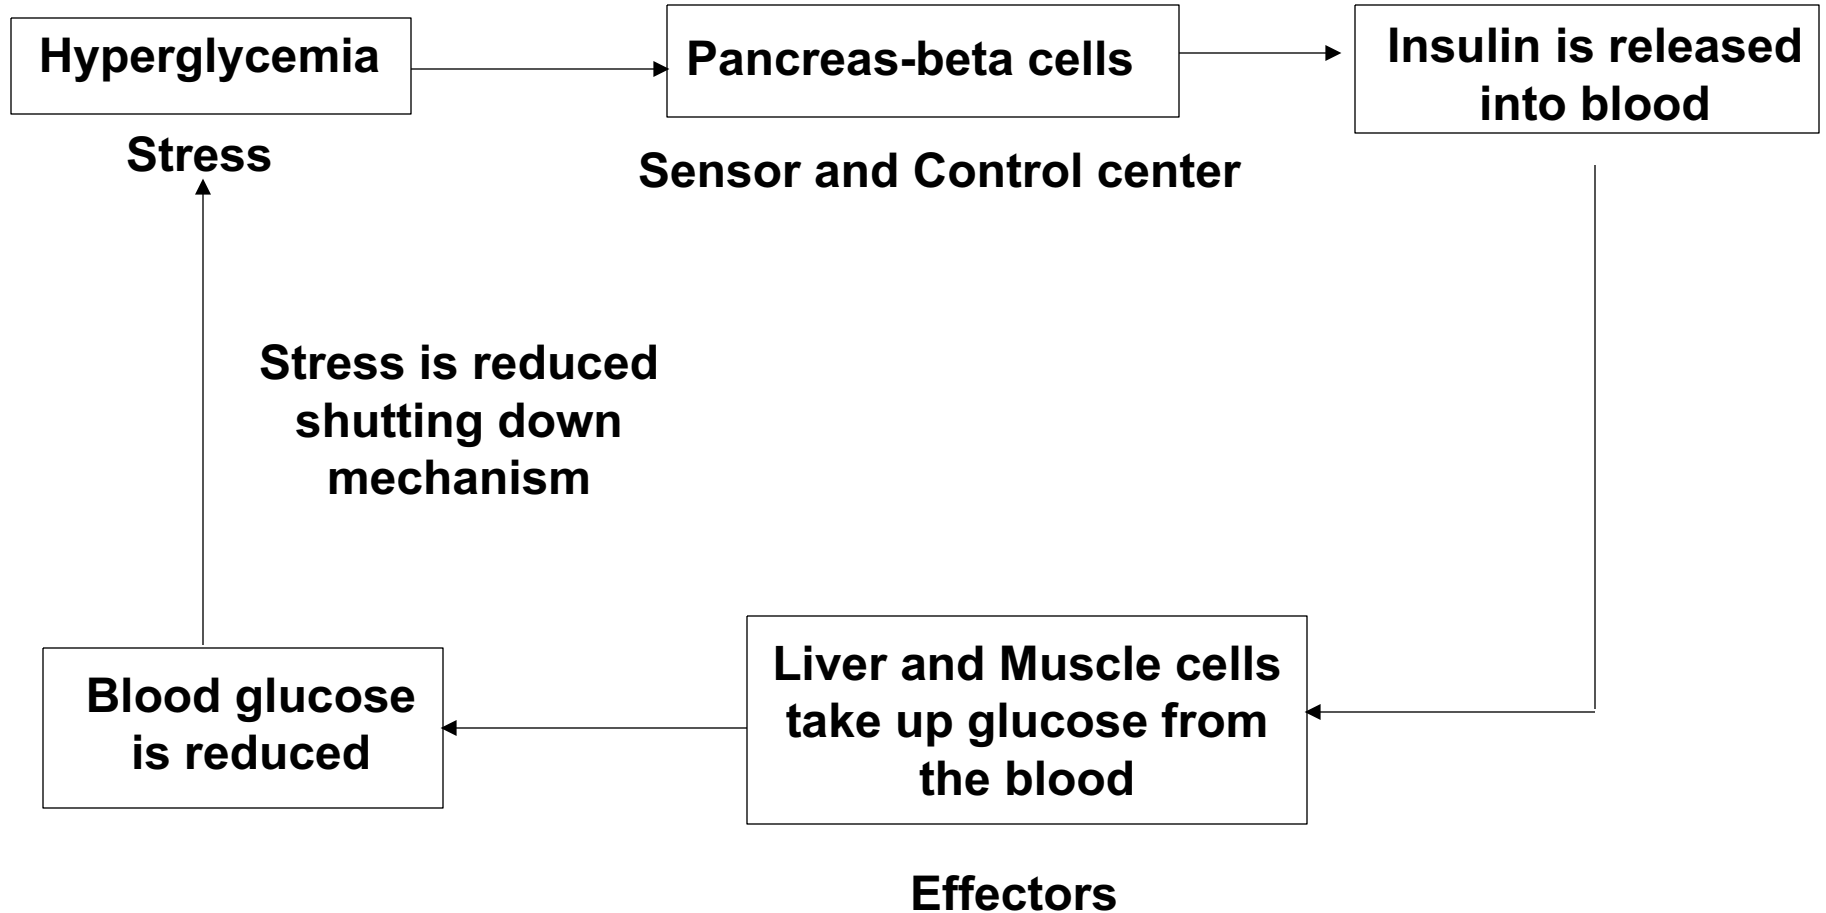 Hyperglycemia
Stress
Pancreas-beta cells
Sensor and Control center
Insulin is released
into blood
Stress is reduced
shutting down
mechanism
Blood glucose
is reduced
Liver and Muscle cells
take up glucose from
the blood
Effectors